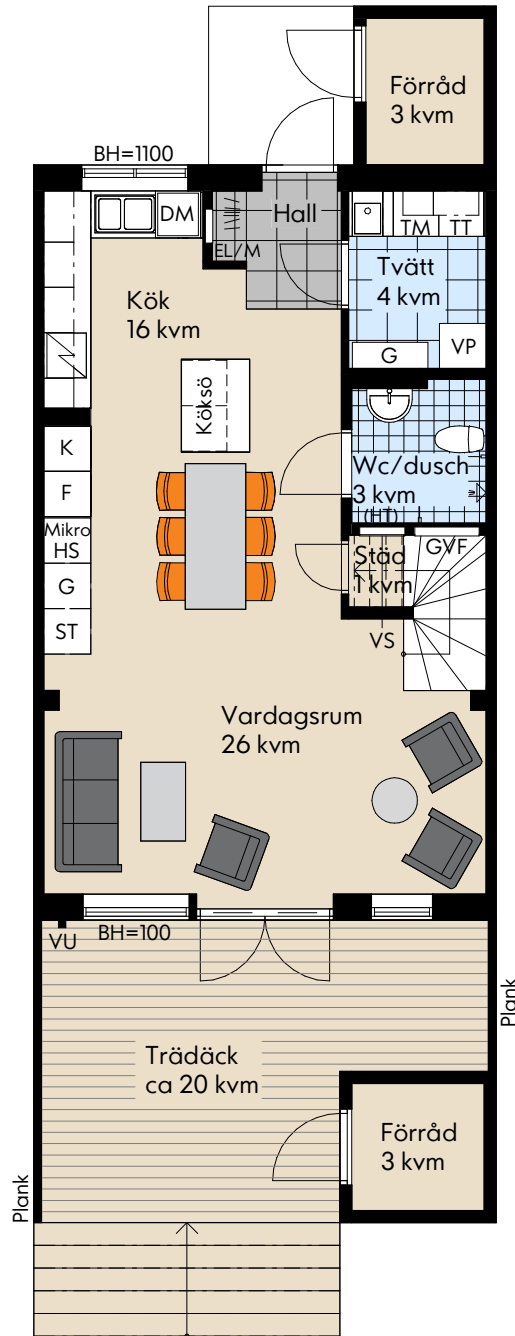 Förråd
3 kvm
BH=1100
DM
Hall
EL/M
TM
TT
Tvätt
4 kvm
G
VP
Kök
16 kvm
Köksö
K
F
Mikro
HS
G
ST
Wc/dusch
3 kvm
(HT)
Städ
1 kvm
GVF
VS
Vardagsrum
26 kvm
VU
BH=100
Plank
Trädäck
ca 20 kvm
Förråd
3 kvm
Plank